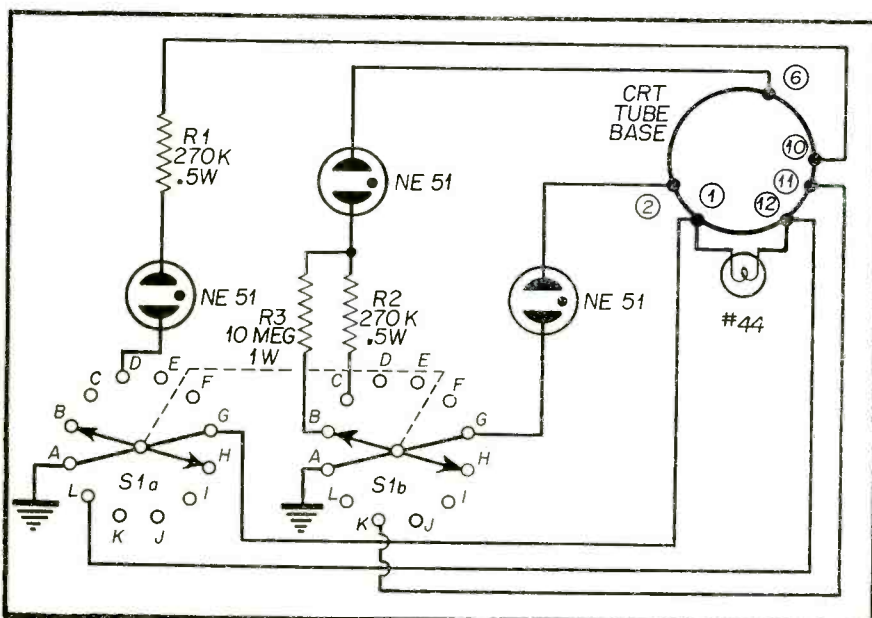 R1
270K
.5W
NE 51
R3
10 MEG
1W
NE 51
R2
270K
.5W
NE 51
CRT
TUBE
BASE
6
10
11
12
1
2
#44
A
B
C
D
E
F
G
H
I
J
K
L
S1a
A
B
C
D
E
F
G
H
I
J
K
L
S1b